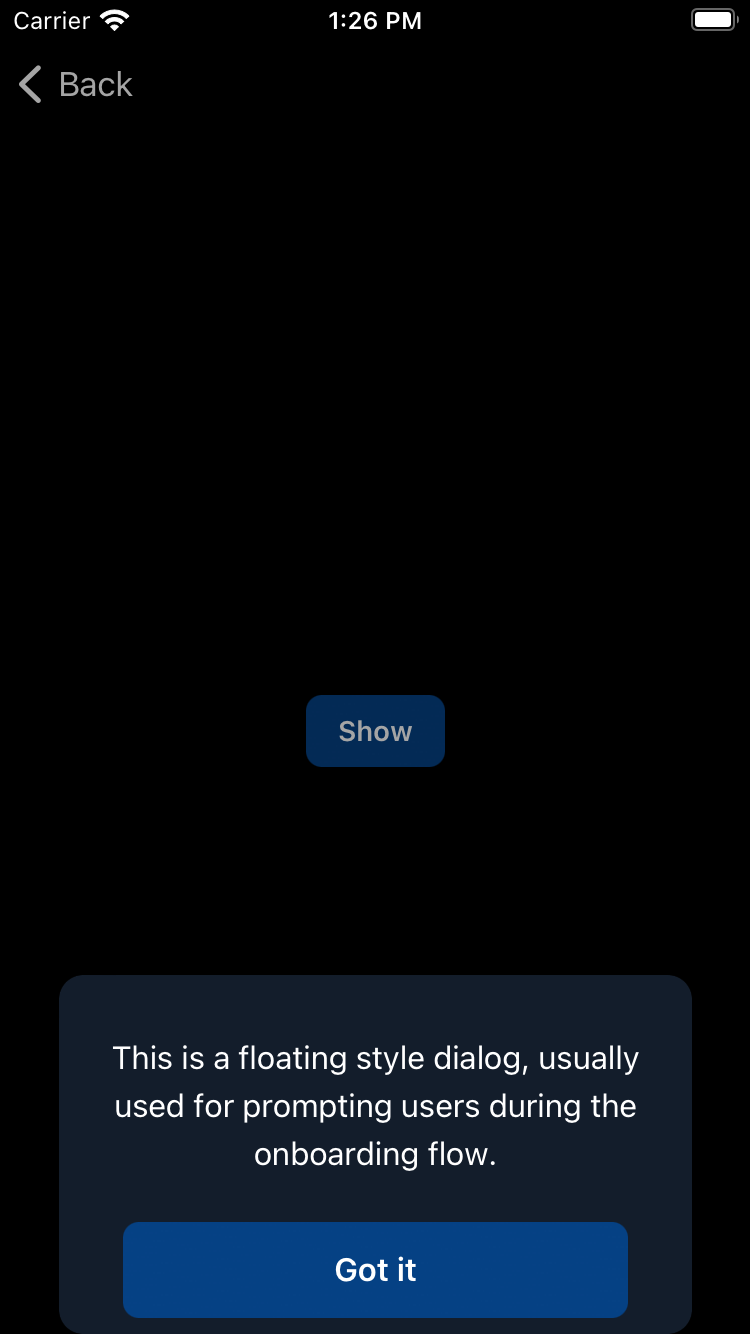 Carrier
1:26 PM
Back
Show
This is a floating style dialog, usually
used for prompting users during the
onboarding flow.
Got it